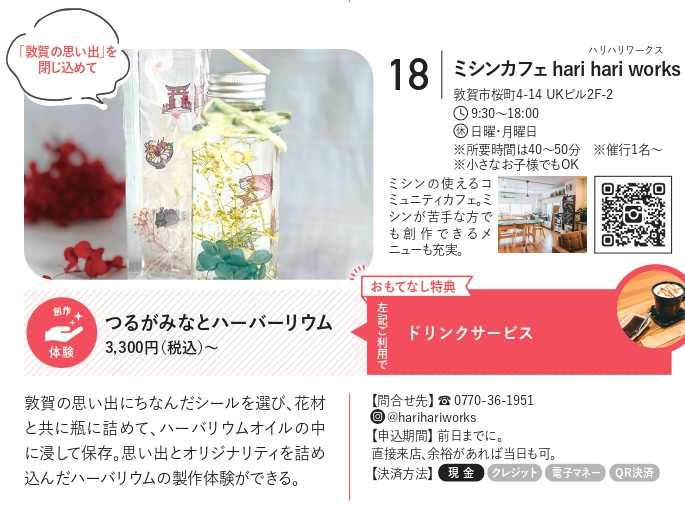 「敦賀の思い出」を
閉じ込めて
18
ハリハリワークス
ミシンカフェ hari hari works
敦賀市桜町4-14 UKビル2F-2
9:30〜18:00
休 日曜・月曜日
※所要時間は40〜50分 ※催行1名〜
※小さなお子様でもOK
ミシンの使えるコ
ミュニティカフェ。ミ
シンが苦手な方で
も創作できるメ
ニューも充実。
創作
体験
つるがみなとハーバーリウム
3,300円（税込）〜
おもてなし特典
左記ご利用で
ドリンクサービス
敦賀の思い出にちなんだシールを選び、花材
と共に瓶に詰めて、ハーバリウムオイルの中
に浸して保存。思い出とオリジナリティを詰め
込んだハーバリウムの製作体験ができる。
【問合せ先】☎ 0770-36-1951
@harihariworks
【申込期間】前日までに。
直接来店、余裕があれば当日も可。
【決済方法】 現金 クレジット 電子マネー QR決済